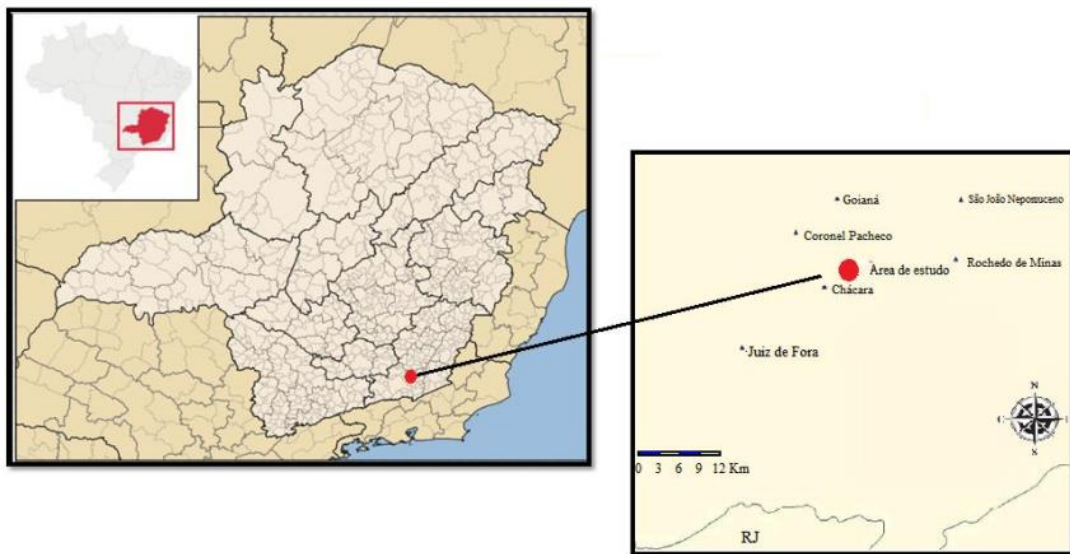 Goianá
São João Nepomuceno
Coronel Pacheco
Rochedo de Minas
Área de estudo
Chácara
Juiz de Fora
N
S
0 3 6 9 12 Km
RJ